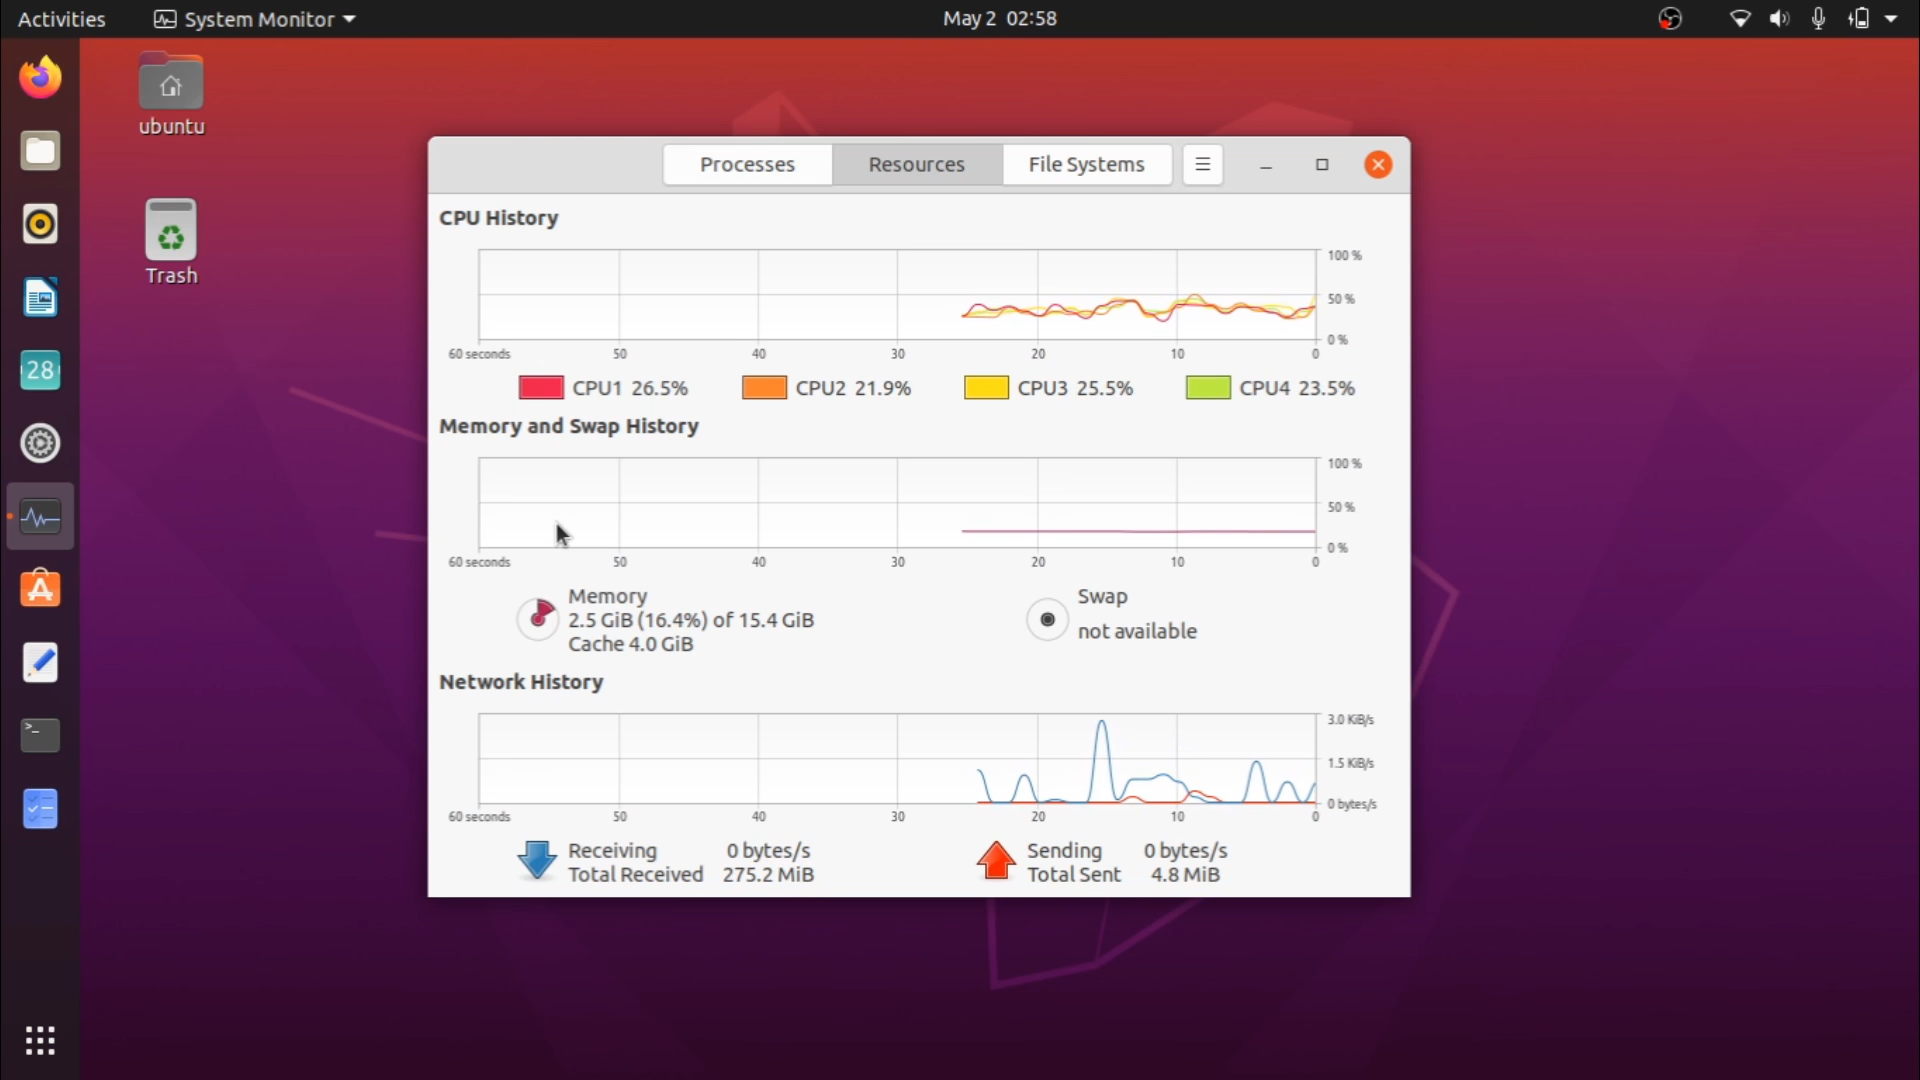 Activities
System Monitor
May 2 02:58
ubuntu
Trash
28
>_
Processes
Resources
File Systems
CPU History
100 %
50 %
0 %
60 seconds 50 40 30 20 10 0
CPU1 26.5% CPU2 21.9% CPU3 25.5% CPU4 23.5%
Memory and Swap History
100 %
50 %
0 %
60 seconds 50 40 30 20 10 0
Memory
2.5 GiB (16.4%) of 15.4 GiB
Cache 4.0 GiB
Swap
not available
Network History
3.0 KiB/s
1.5 KiB/s
0 bytes/s
60 seconds 50 40 30 20 10 0
Receiving 0 bytes/s
Total Received 275.2 MiB
Sending 0 bytes/s
Total Sent 4.8 MiB